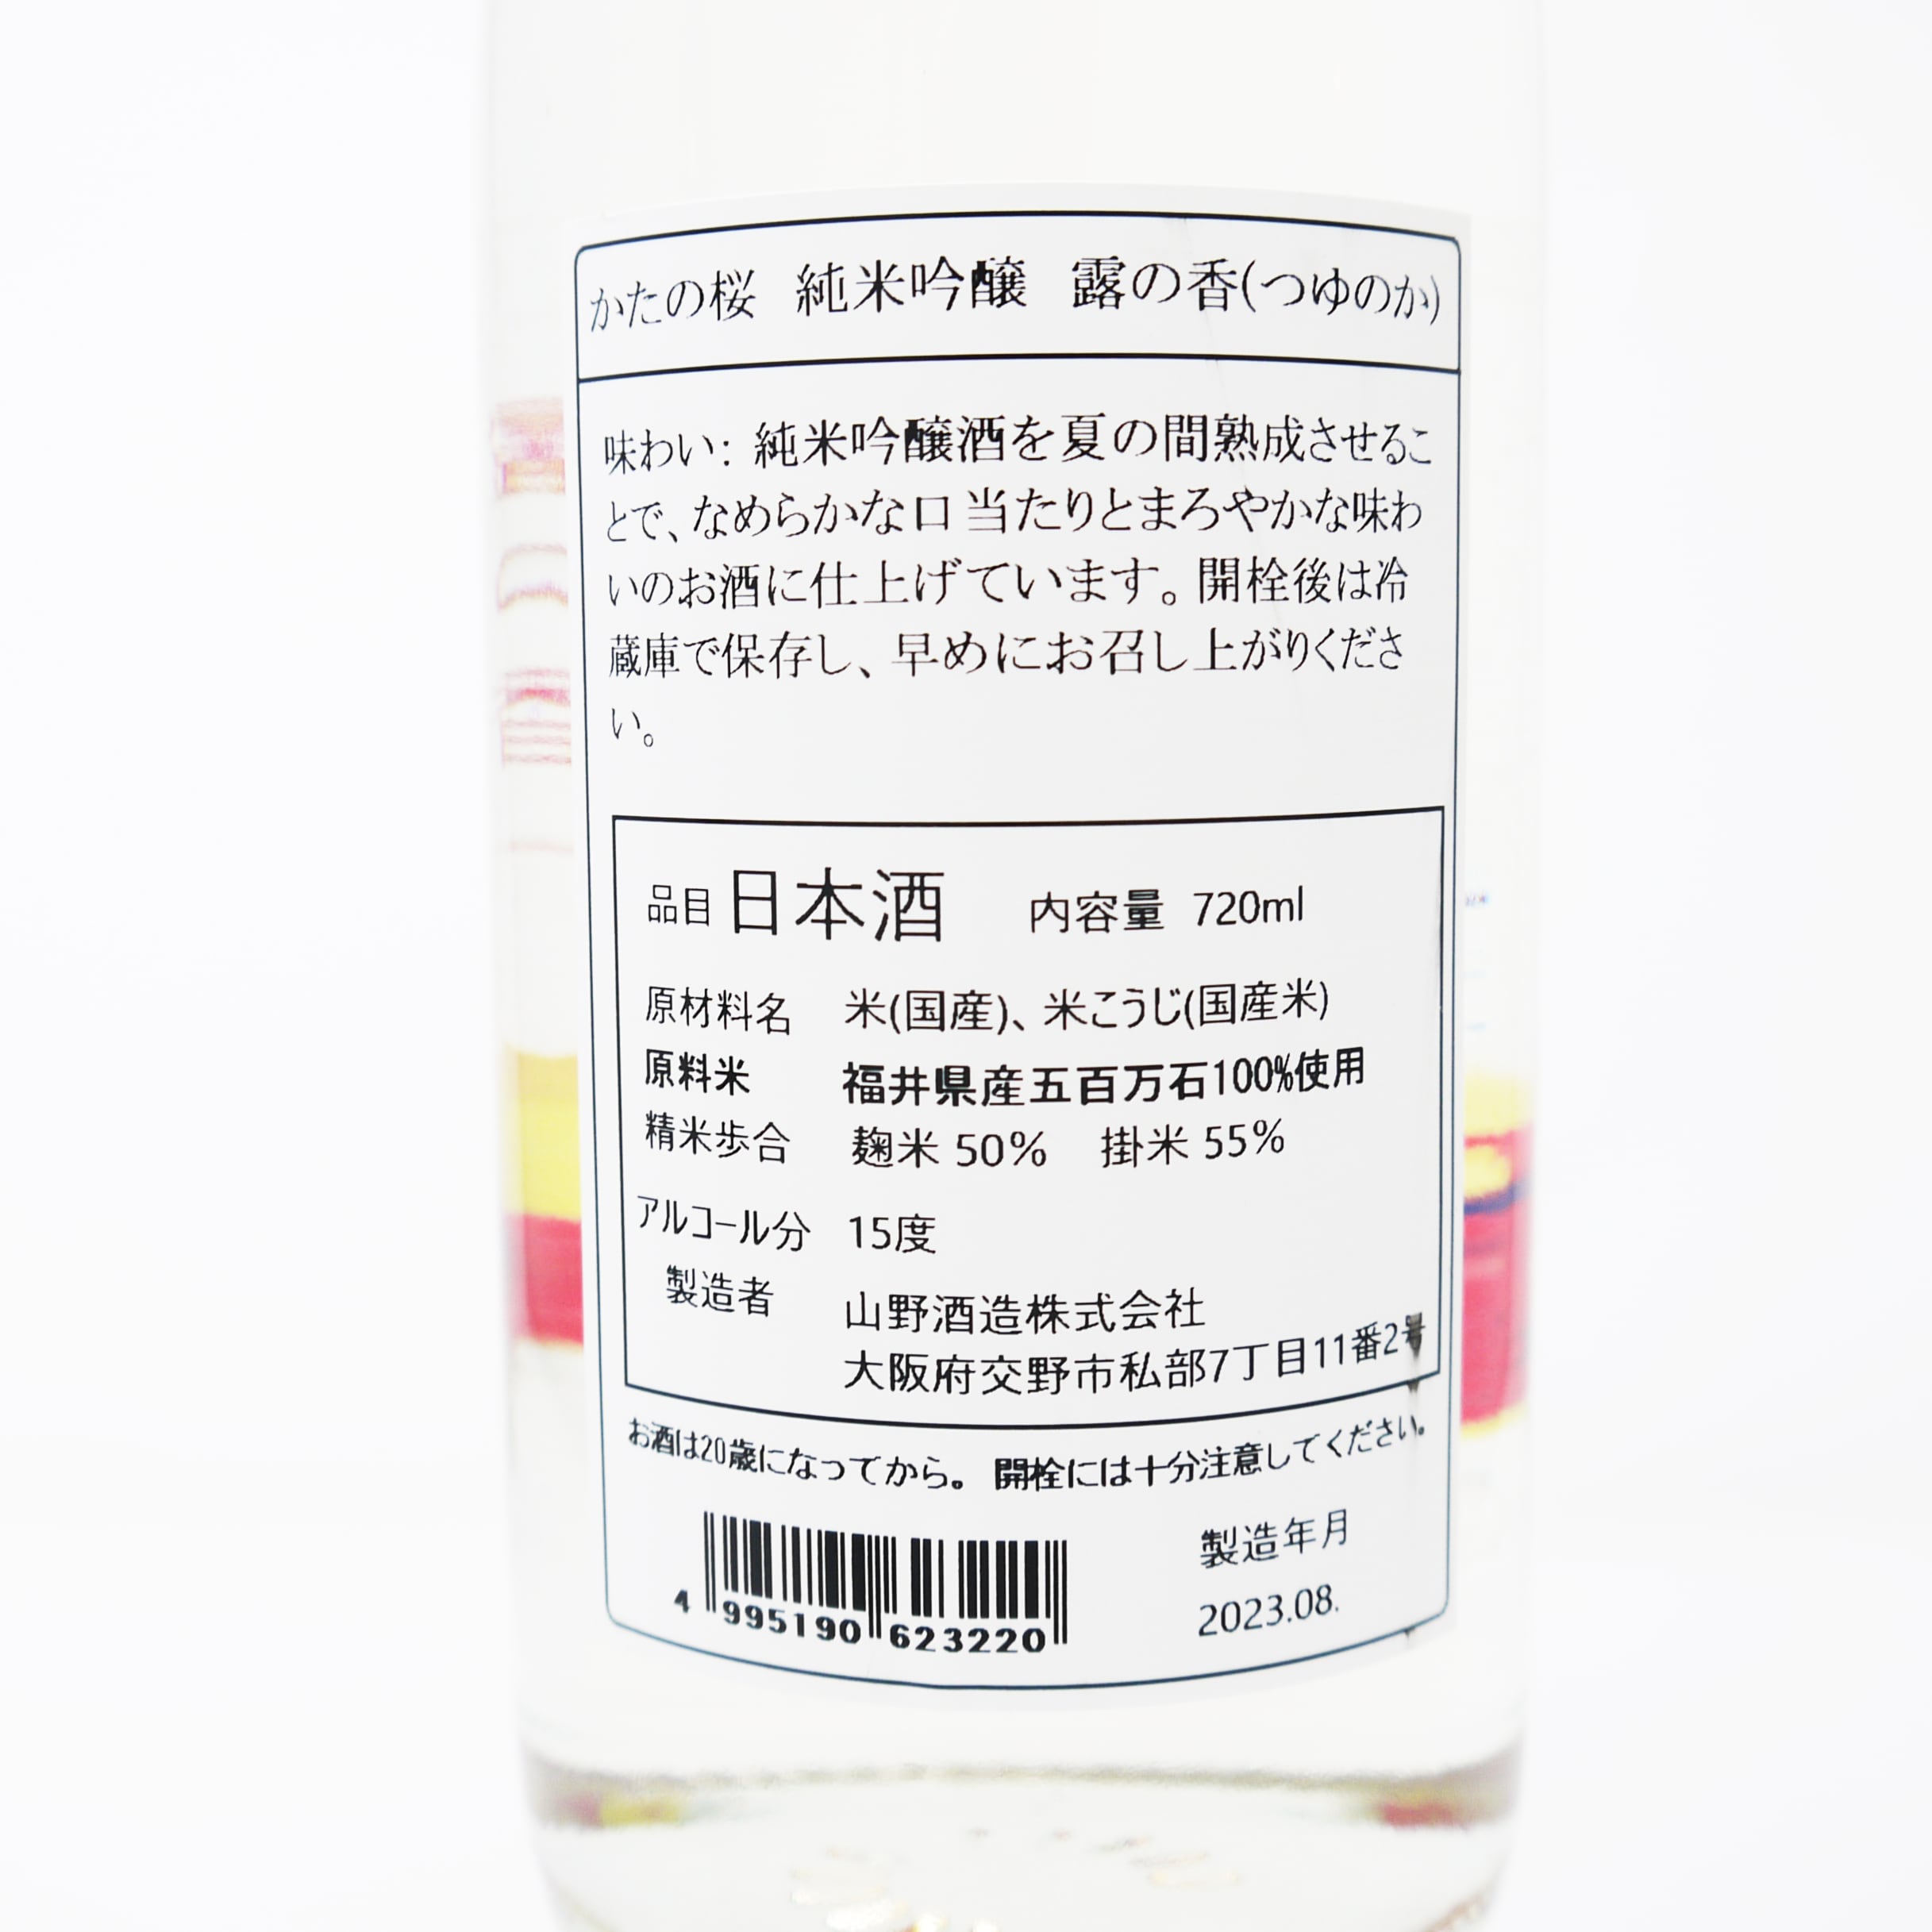 かたの桜 純米吟醸 露の香(つゆのか)
味わい: 純米吟醸酒を夏の間熟成させるこ
とで、なめらかな口当たりとまろやかな味わ
いのお酒に仕上げています。開栓後は冷
蔵庫で保存し、早めにお召し上がりくださ
い。
品目 日本酒 内容量 720ml
原材料名 米(国産)、米こうじ(国産米)
原料米 福井県産五百万石100%使用
精米歩合 麹米 50% 掛米 55%
アルコール分 15度
製造者 山野酒造株式会社
大阪府交野市私部7丁目11番2号
お酒は20歳になってから。 開栓には十分注意してください。
製造年月
2023.08.
4 995190 623220